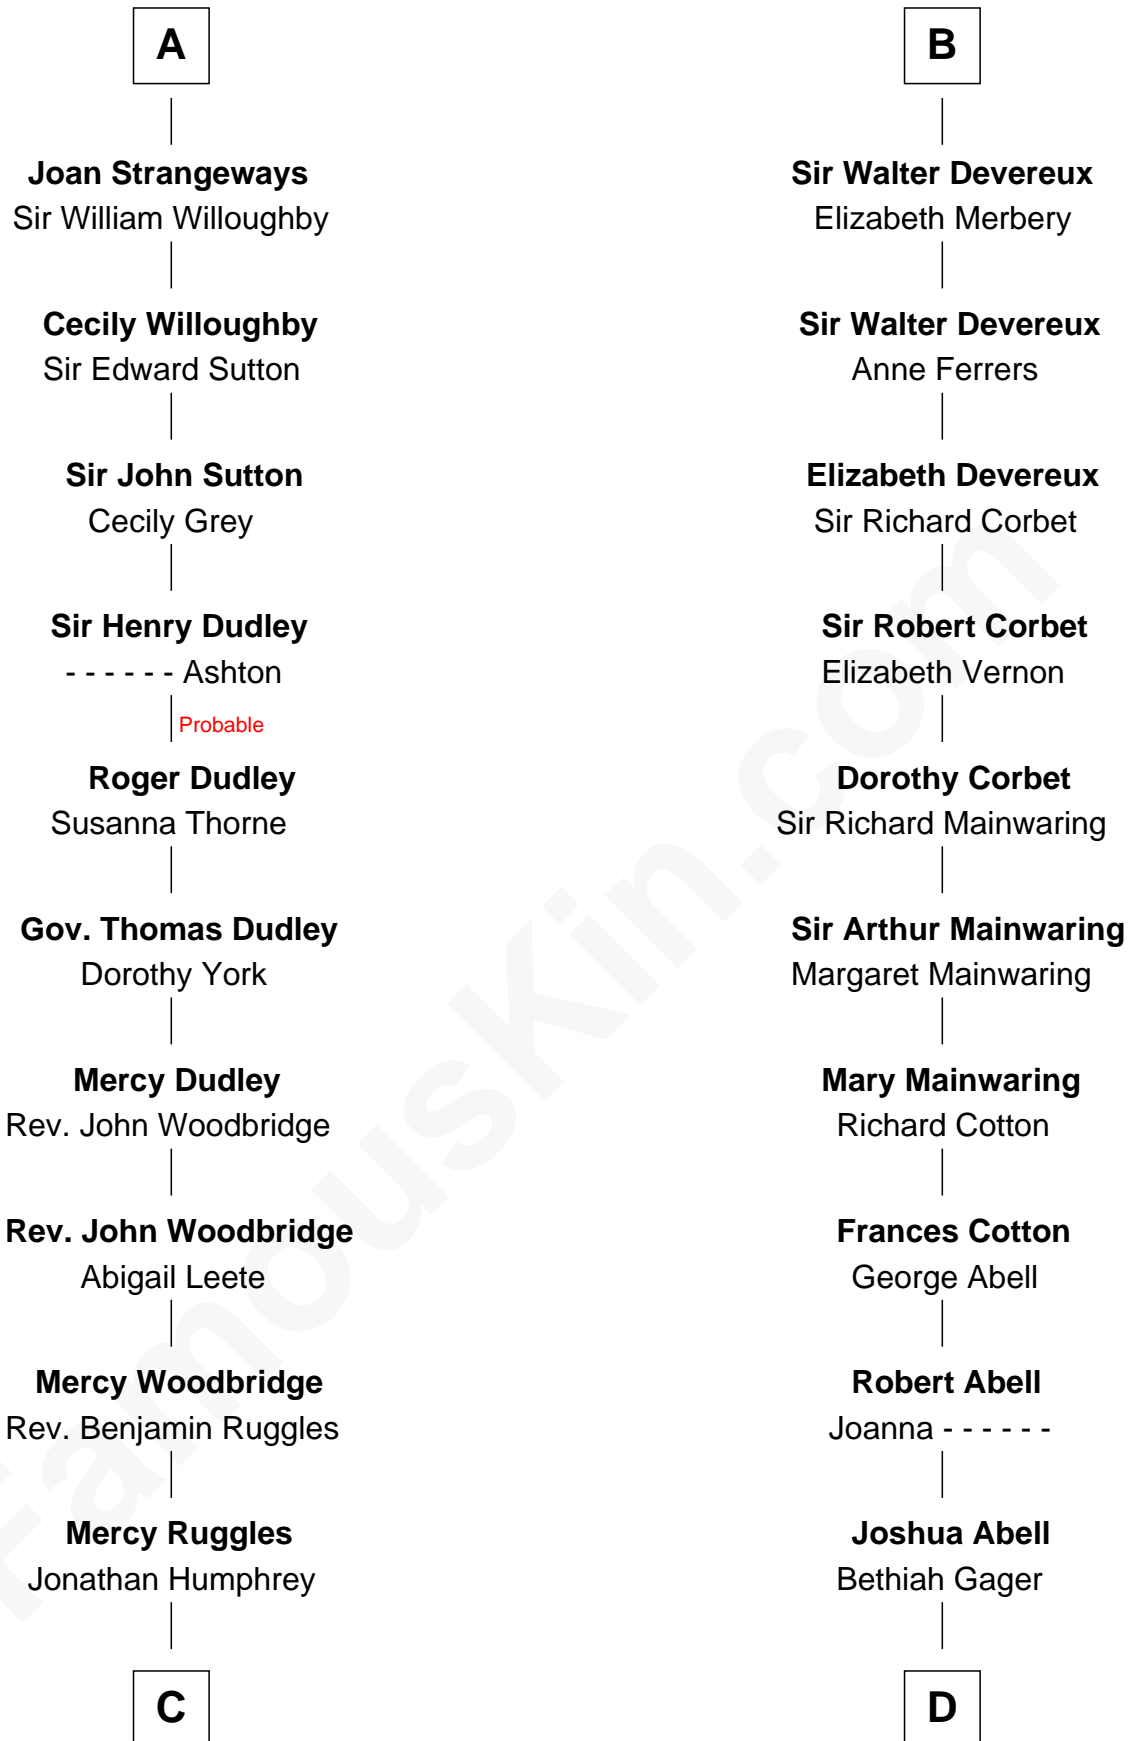 A
Joan Strangeways
Sir William Willoughby
Cecily Willoughby
Sir Edward Sutton
Sir John Sutton
Cecily Grey
Sir Henry Dudley
- - - - - - Ashton
Probable
Roger Dudley
Susanna Thorne
Gov. Thomas Dudley
Dorothy York
Mercy Dudley
Rev. John Woodbridge
Rev. John Woodbridge
Abigail Leete
Mercy Woodbridge
Rev. Benjamin Ruggles
Mercy Ruggles
Jonathan Humphrey
C
B
Sir Walter Devereux
Elizabeth Merbery
Sir Walter Devereux
Anne Ferrers
Elizabeth Devereux
Sir Richard Corbet
Sir Robert Corbet
Elizabeth Vernon
Dorothy Corbet
Sir Richard Mainwaring
Sir Arthur Mainwaring
Margaret Mainwaring
Mary Mainwaring
Richard Cotton
Frances Cotton
George Abell
Robert Abell
Joanna - - - - - -
Joshua Abell
Bethiah Gager
D
FamousKin.com